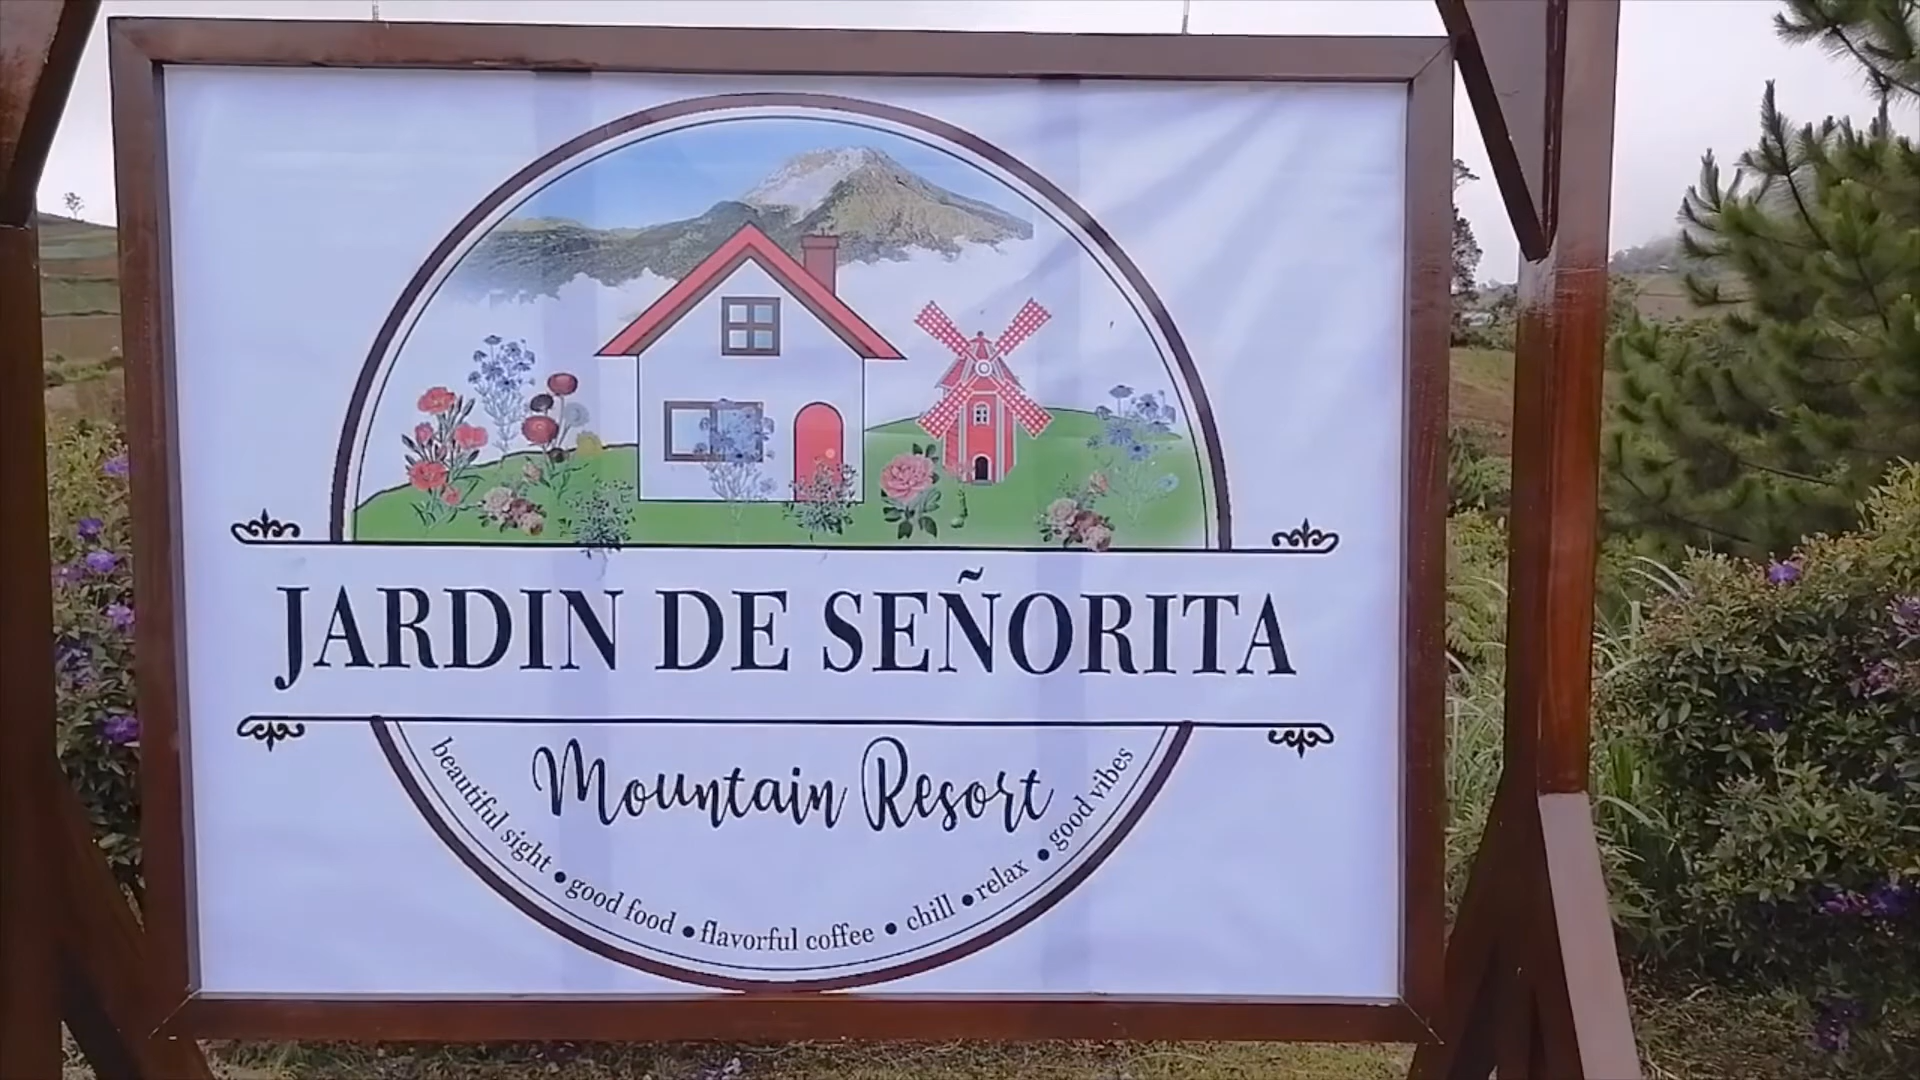 JARDIN DE SEÑORITA
Mountain Resort
beautiful sight • good food • flavorful coffee • chill • relax • good vibes